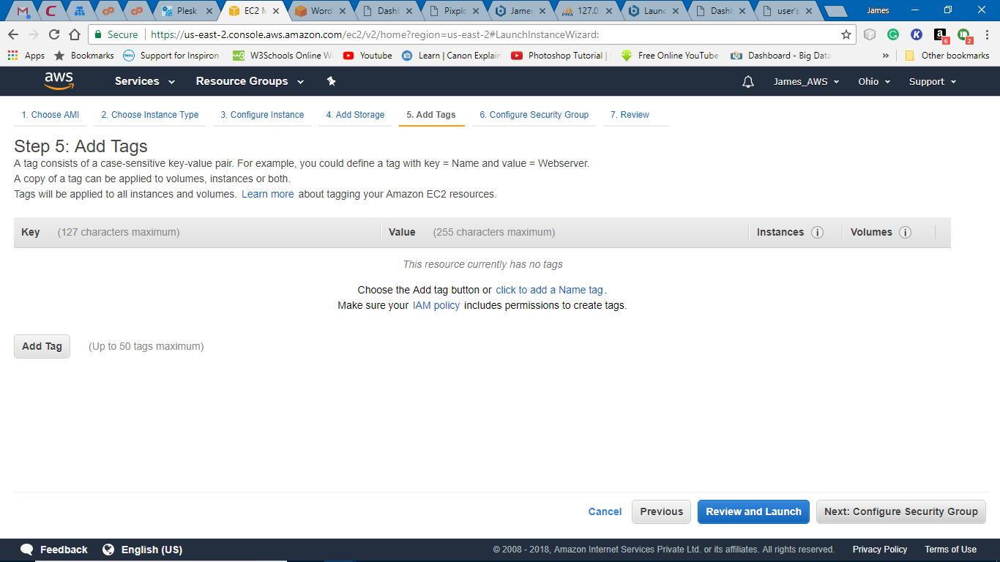 Plesk
EC2 M
Word
Dashl
Pixplo
James
127.0
Launc
Dashl
user's
James
Secure
https://us-east-2.console.aws.amazon.com/ec2/v2/home?region=us-east-2#LaunchInstanceWizard:
6
2
Apps
Bookmarks
Support for Inspiron
W3Schools Online W
Youtube
Learn | Canon Explain
Photoshop Tutorial |
Free Online YouTube
Dashboard - Big Data
»
Other bookmarks
aws
Services
Resource Groups
James_AWS
Ohio
Support
1. Choose AMI
2. Choose Instance Type
3. Configure Instance
4. Add Storage
5. Add Tags
6. Configure Security Group
7. Review
Step 5: Add Tags
A tag consists of a case-sensitive key-value pair. For example, you could define a tag with key = Name and value = Webserver.
A copy of a tag can be applied to volumes, instances or both.
Tags will be applied to all instances and volumes. Learn more about tagging your Amazon EC2 resources.
Key (127 characters maximum)
Value (255 characters maximum)
Instances
Volumes
This resource currently has no tags
Choose the Add tag button or click to add a Name tag.
Make sure your IAM policy includes permissions to create tags.
Add Tag
(Up to 50 tags maximum)
Cancel
Previous
Review and Launch
Next: Configure Security Group
Feedback
English (US)
© 2008 - 2018, Amazon Internet Services Private Ltd. or its affiliates. All rights reserved.
Privacy Policy
Terms of Use